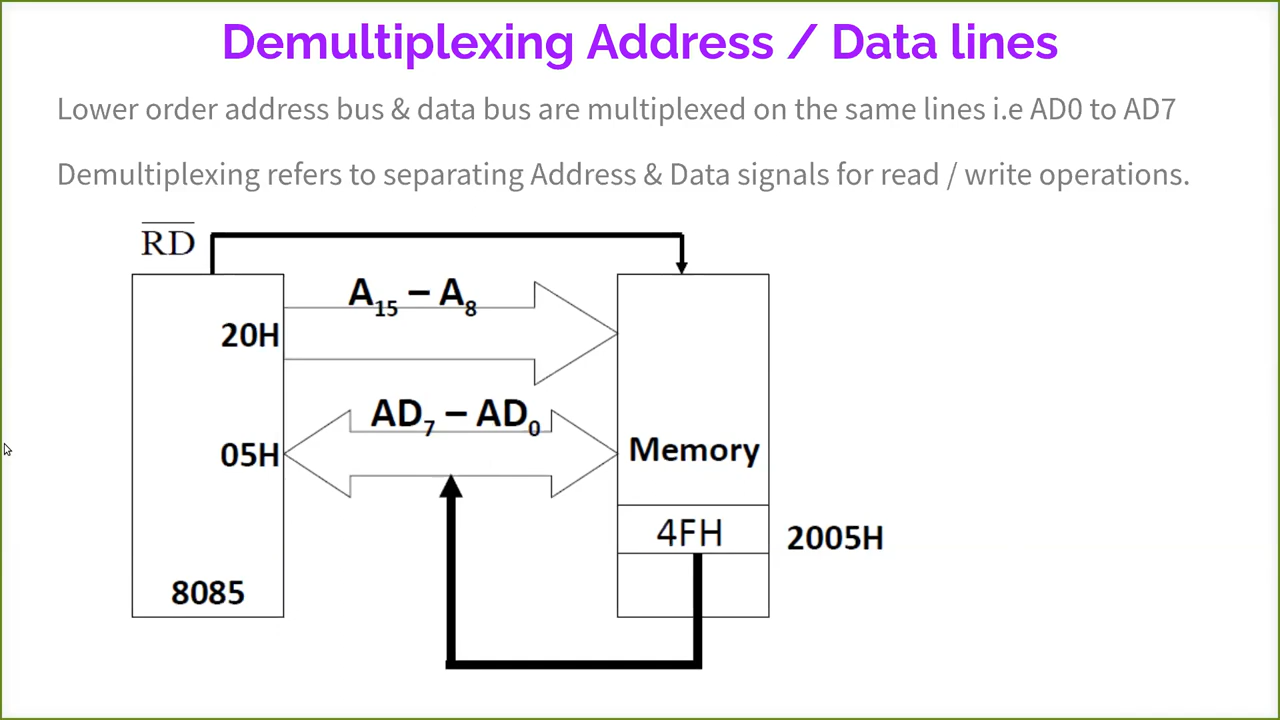 Demultiplexing Address / Data lines
Lower order address bus & data bus are multiplexed on the same lines i.e AD0 to AD7
Demultiplexing refers to separating Address & Data signals for read / write operations.
R̅D̅
A₁₅ – A₈
20H
AD₇ – AD₀
05H
Memory
4FH
2005H
8085